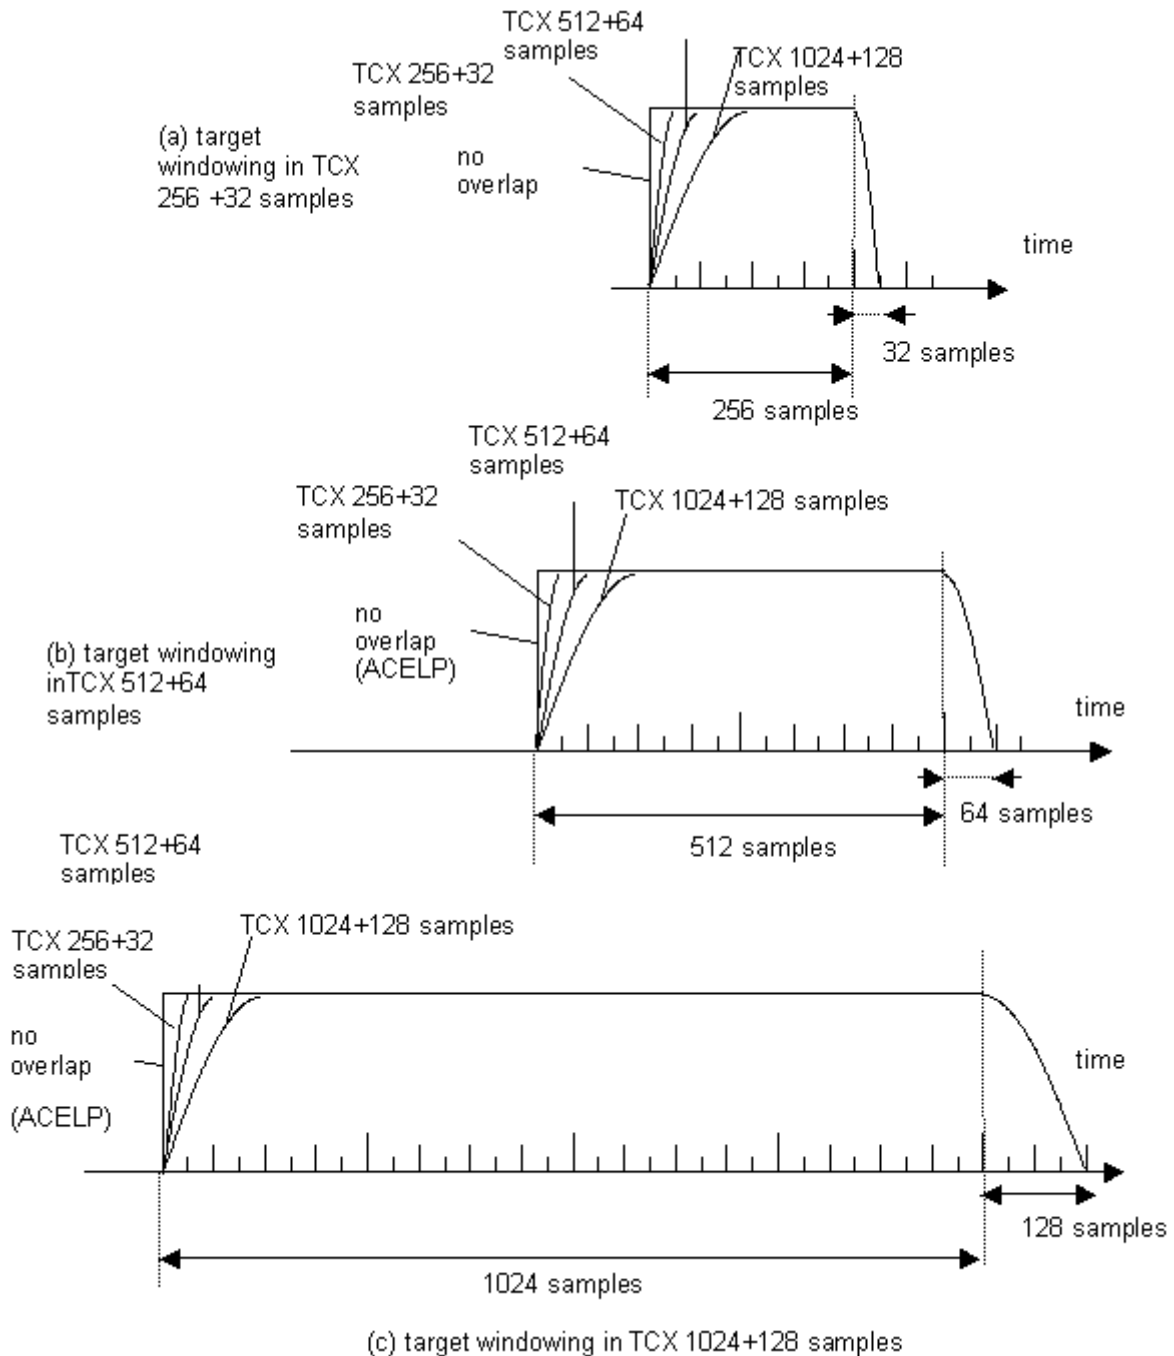 TCX 512+64
samples
TCX 1024+128
samples
TCX 256+32
samples
(a) target
windowing in TCX
256 +32 samples
no
overlap
time
32 samples
256 samples
TCX 512+64
samples
TCX 256+32
samples
TCX 1024+128 samples
no
overlap
(ACELP)
(b) target windowing
inTCX 512+64
samples
time
64 samples
512 samples
TCX 512+64
samples
TCX 1024+128 samples
TCX 256+32
samples
no
overlap
(ACELP)
time
128 samples
1024 samples
(c) target windowing in TCX 1024+128 samples